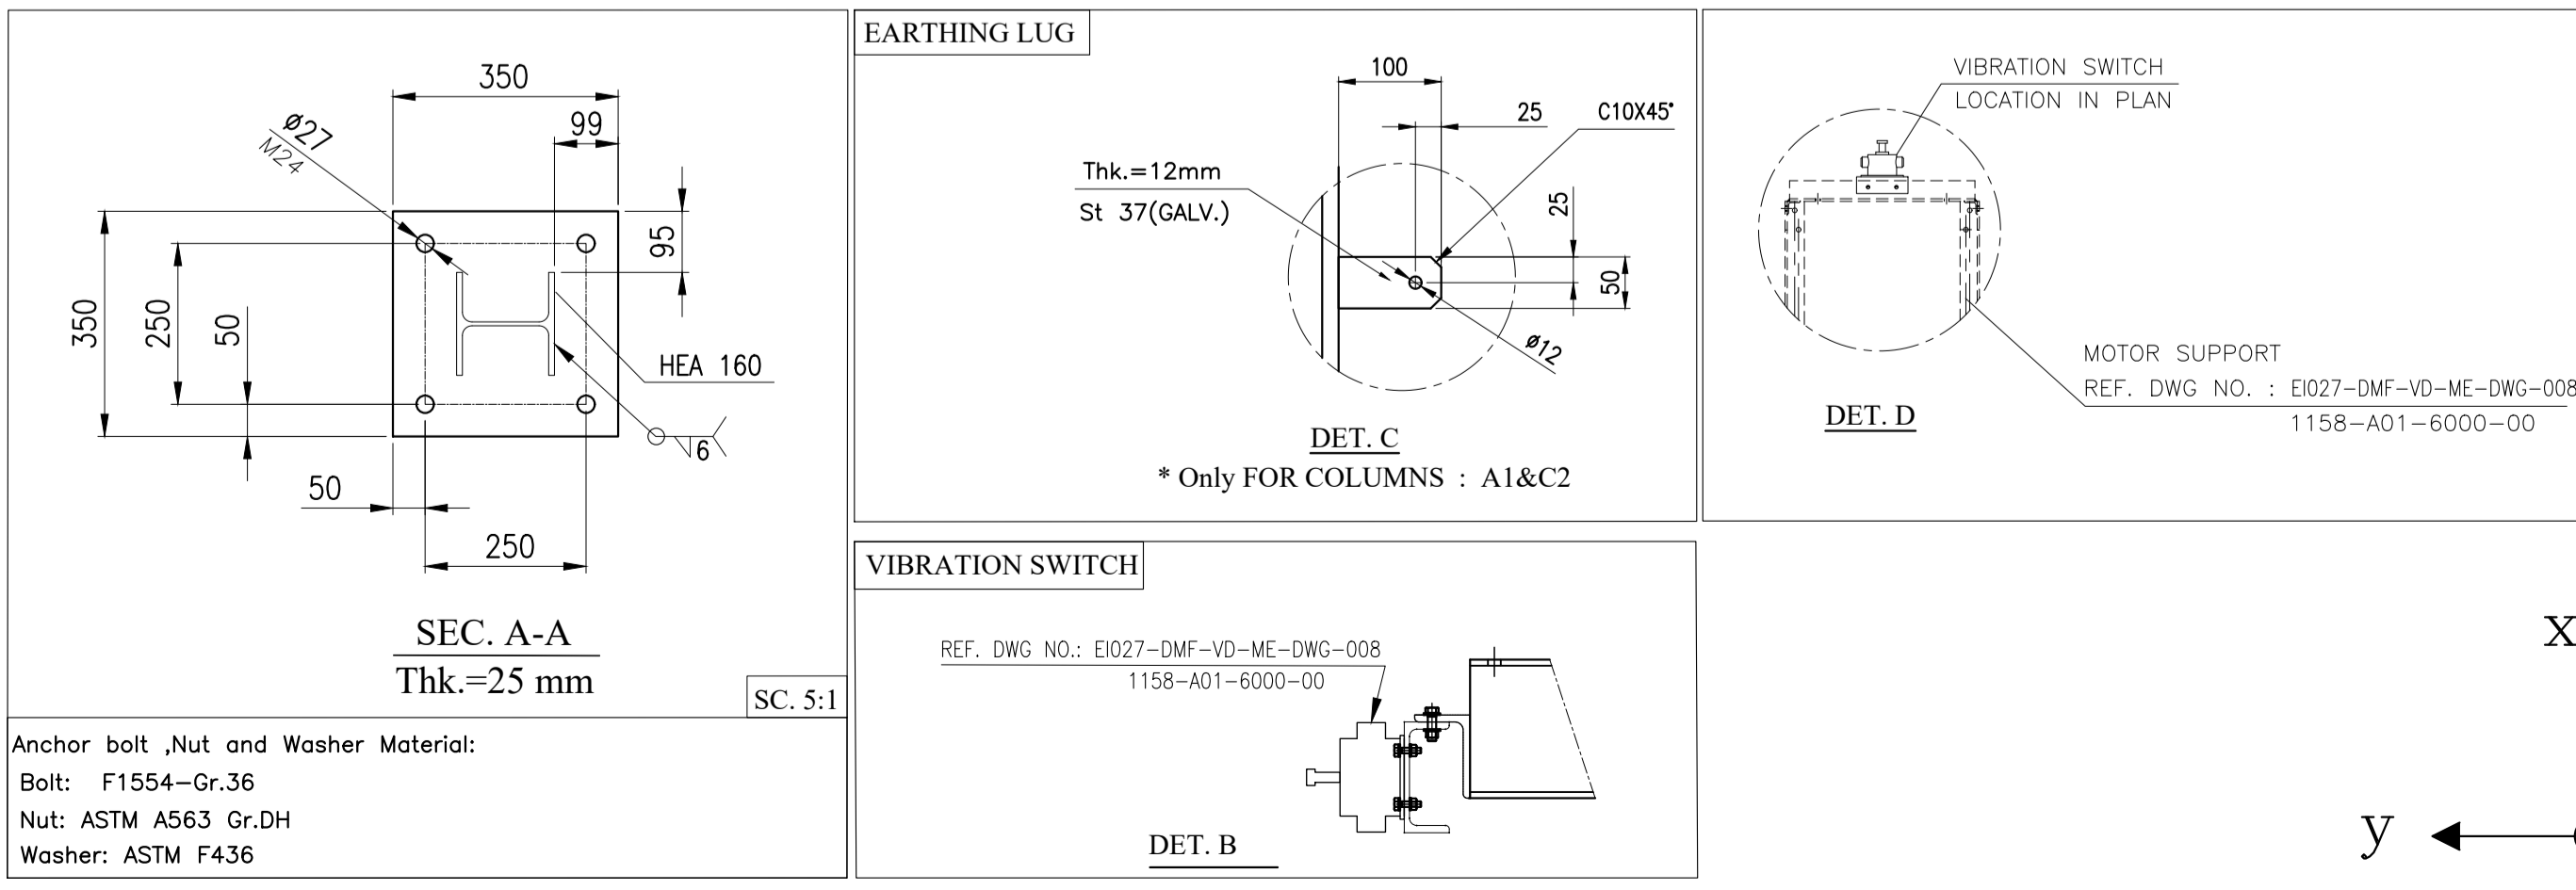 350
99
ø27
M24
95
350
250
50
HEA 160
6
50
250
SEC. A-A
Thk.=25 mm
SC. 5:1
Anchor bolt ,Nut and Washer Material:
Bolt: F1554-Gr.36
Nut: ASTM A563 Gr.DH
Washer: ASTM F436
EARTHING LUG
100
25
C10X45°
Thk.=12mm
St 37(GALV.)
25
50
ø12
DET. C
* Only FOR COLUMNS : A1&C2
VIBRATION SWITCH
REF. DWG NO.: EI027-DMF-VD-ME-DWG-008
1158-A01-6000-00
DET. B
VIBRATION SWITCH
LOCATION IN PLAN
MOTOR SUPPORT
REF. DWG NO. : EI027-DMF-VD-ME-DWG-008
1158-A01-6000-00
DET. D
x
y